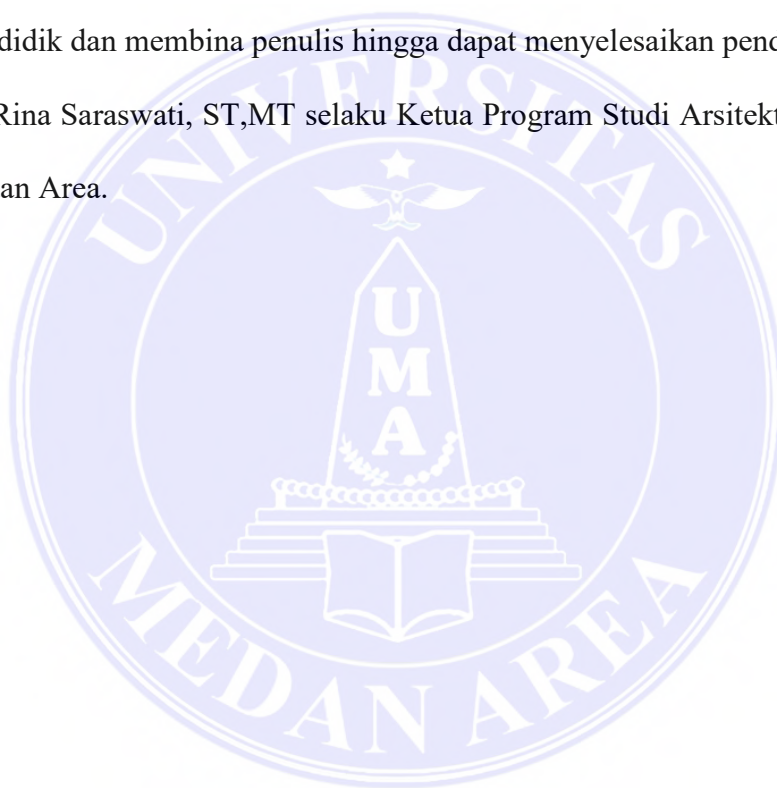 didik dan membina penulis hingga dapat menyelesaikan pend
Rina Saraswati, ST,MT selaku Ketua Program Studi Arsitekt
an Area.
UNIVERSITAS
U
M
A
MEDAN AREA